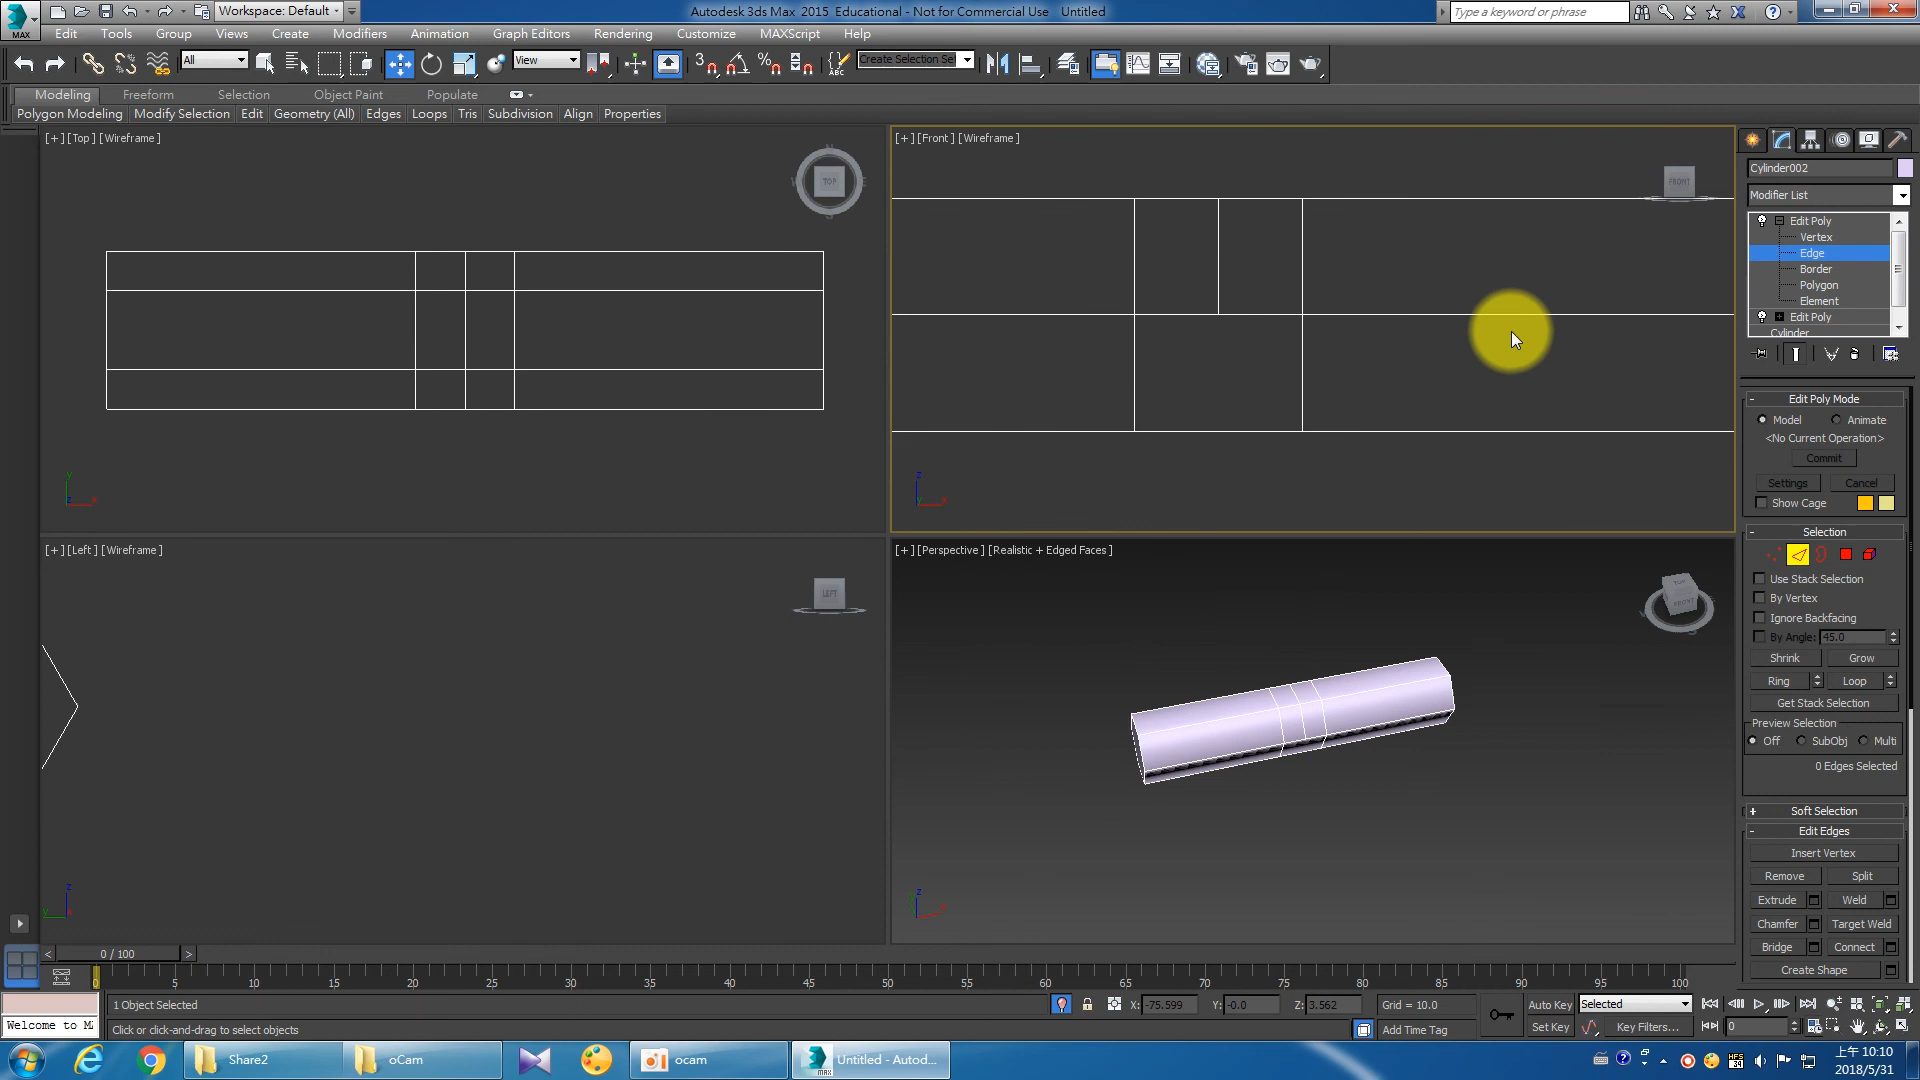 Workspace: Default
Autodesk 3ds Max 2015 Educational - Not for Commercial Use Untitled
Type a keyword or phrase
MAX
Edit Tools Group Views Create Modifiers Animation Graph Editors Rendering Customize MAXScript Help
All View 3 Create Selection Se ABC
Modeling Freeform Selection Object Paint Populate
Polygon Modeling Modify Selection Edit Geometry (All) Edges Loops Tris Subdivision Align Properties
[+][Top][Wireframe]
TOP
[+][Front][Wireframe]
FRONT
[+][Left][Wireframe]
LEFT
[+][Perspective][Realistic + Edged Faces]
FRONT
Cylinder002
Modifier List
Edit Poly
Vertex
Edge
Border
Polygon
Element
Edit Poly
Cylinder
Edit Poly Mode
Model Animate
<No Current Operation>
Commit
Settings Cancel
Show Cage
Selection
Use Stack Selection
By Vertex
Ignore Backfacing
By Angle: 45.0
Shrink Grow
Ring Loop
Get Stack Selection
Preview Selection
Off SubObj Multi
0 Edges Selected
Soft Selection
Edit Edges
Insert Vertex
Remove Split
Extrude Weld
Chamfer Target Weld
Bridge Connect
Create Shape
0 / 100
0 5 10 15 20 25 30 35 40 45 50 55 60 65 70 75 80 85 90 95 100
1 Object Selected X: -75.599 Y: -0.0 Z: 3.562 Grid = 10.0 Auto Key Selected
Welcome to M Click or click-and-drag to select objects Add Time Tag Set Key Key Filters... 0
Share2 oCam ocam Untitled - Autod...
上午 10:10
2018/5/31